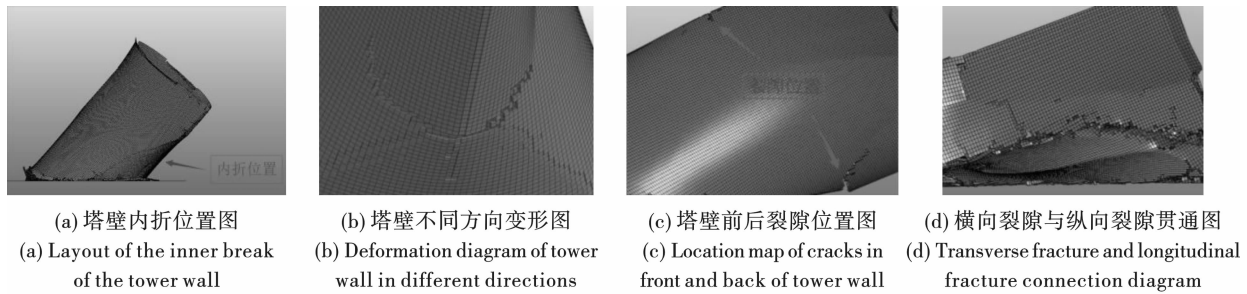 内折位置
裂隙位置
(a) 塔壁内折位置图
(a) Layout of the inner break
of the tower wall
(b) 塔壁不同方向变形图
(b) Deformation diagram of tower
wall in different directions
(c) 塔壁前后裂隙位置图
(c) Location map of cracks in
front and back of tower wall
(d) 横向裂隙与纵向裂隙贯通图
(d) Transverse fracture and longitudinal
fracture connection diagram